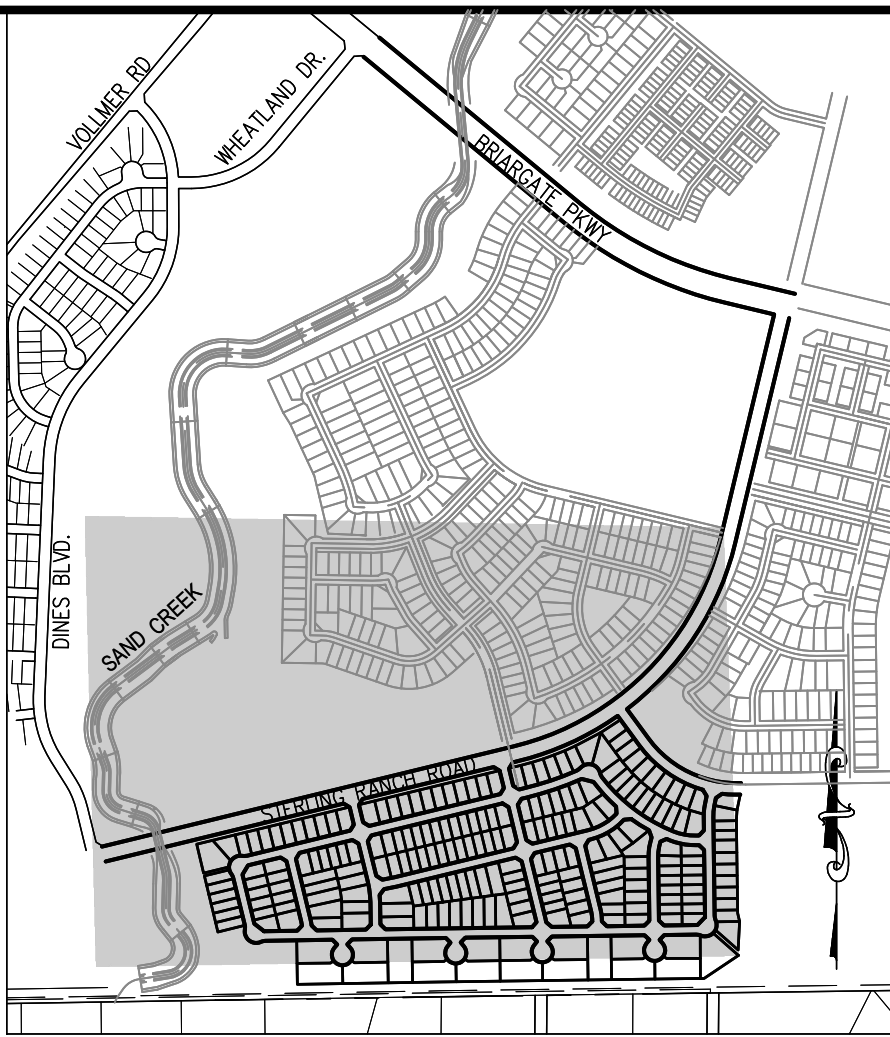 VOLLMER RD
WHEATLAND DR.
BRIARGATE PKWY
DINES BLVD.
SAND CREEK
STERLING RANCH ROAD